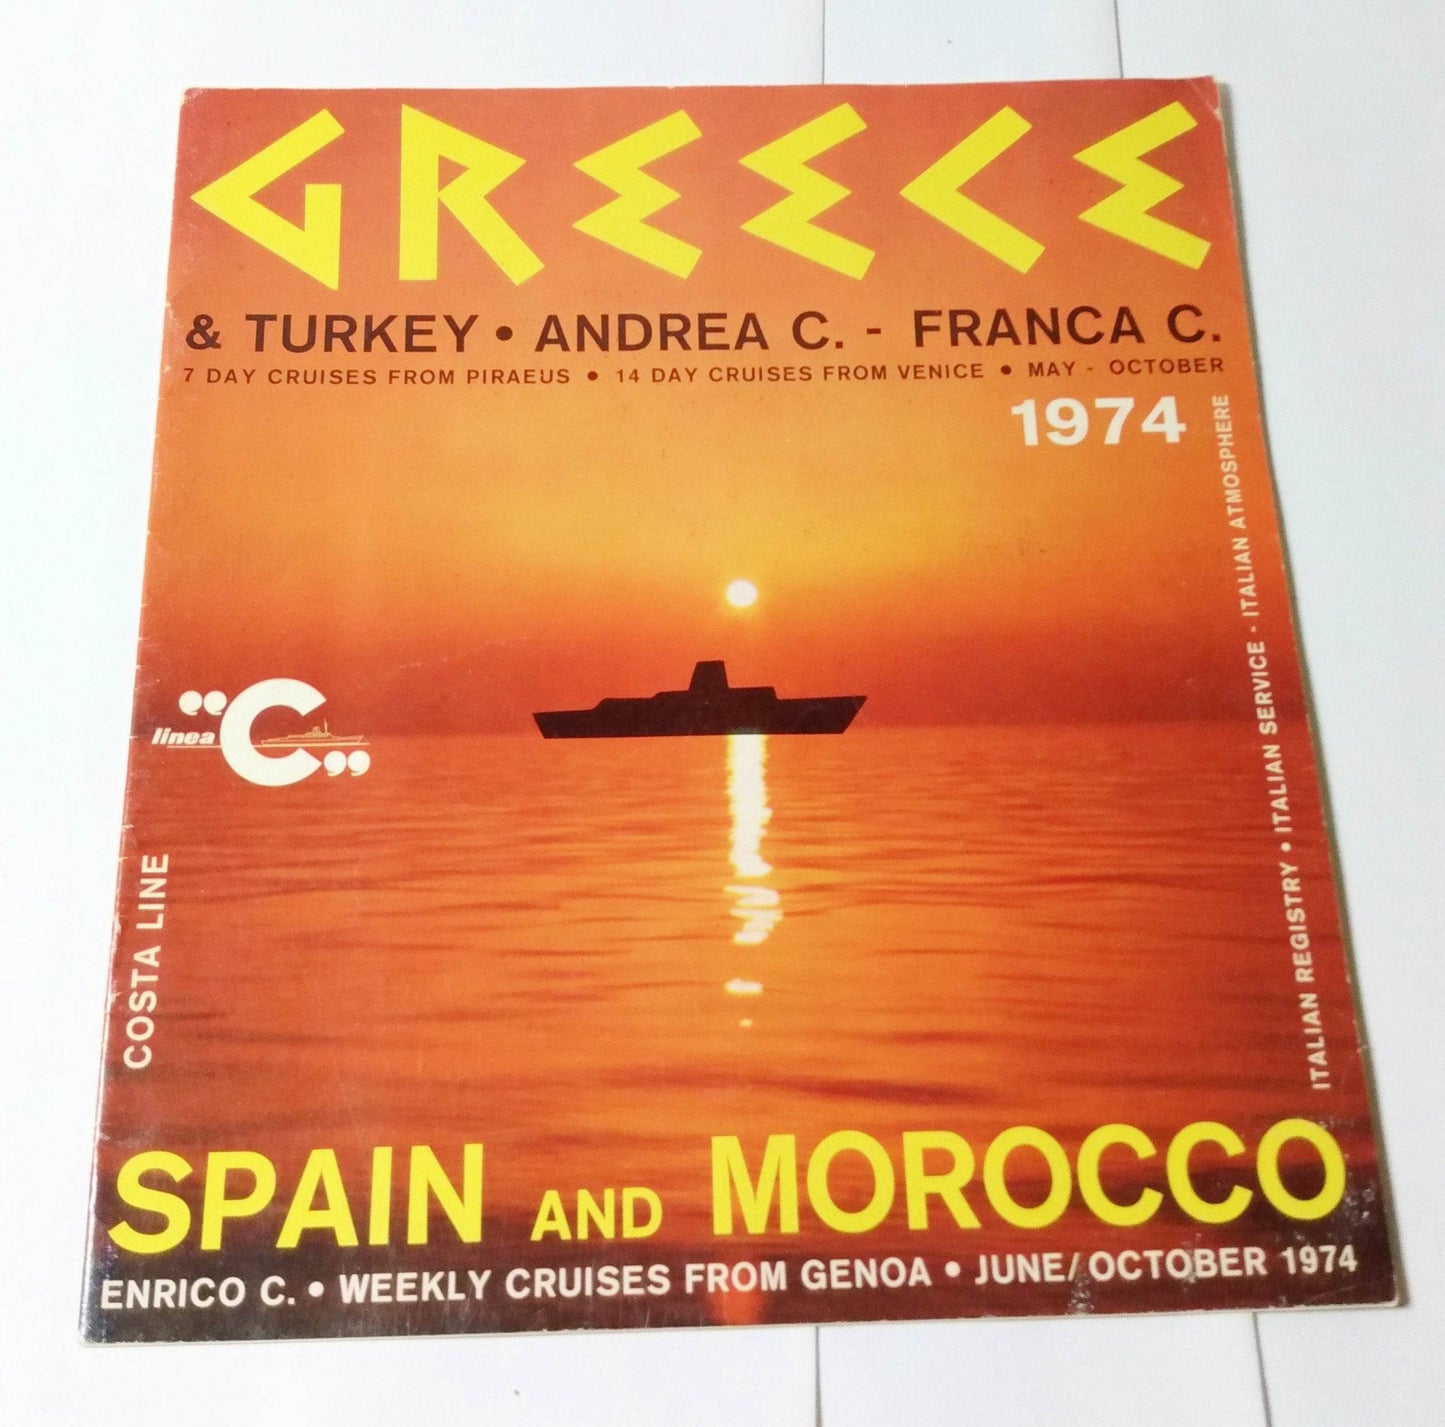 GREECE
& TURKEY • ANDREA C. - FRANCA C.
7 DAY CRUISES FROM PIRAEUS • 14 DAY CRUISES FROM VENICE • MAY - OCTOBER
1974
ITALIAN REGISTRY • ITALIAN SERVICE • ITALIAN ATMOSPHERE
linea "C"
COSTA LINE
SPAIN AND MOROCCO
ENRICO C. • WEEKLY CRUISES FROM GENOA • JUNE/OCTOBER 1974